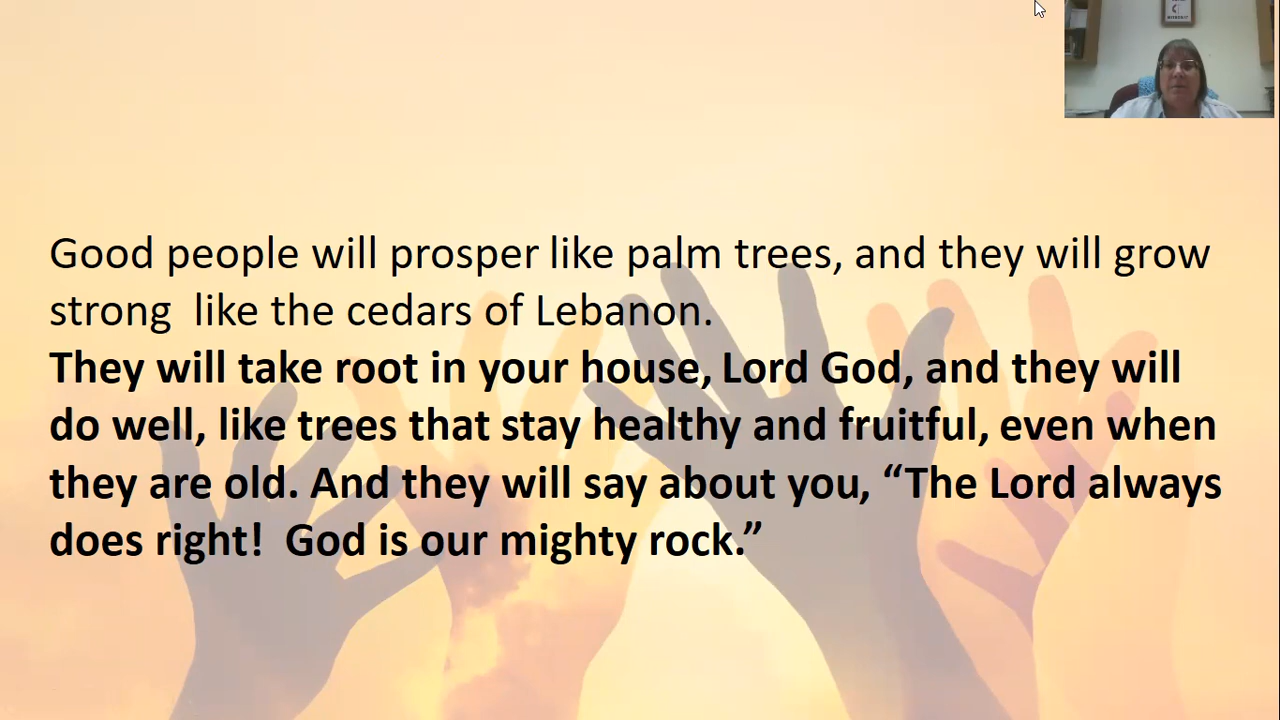 Good people will prosper like palm trees, and they will grow
strong  like the cedars of Lebanon.
They will take root in your house, Lord God, and they will
do well, like trees that stay healthy and fruitful, even when
they are old. And they will say about you, “The Lord always
does right!  God is our mighty rock.”